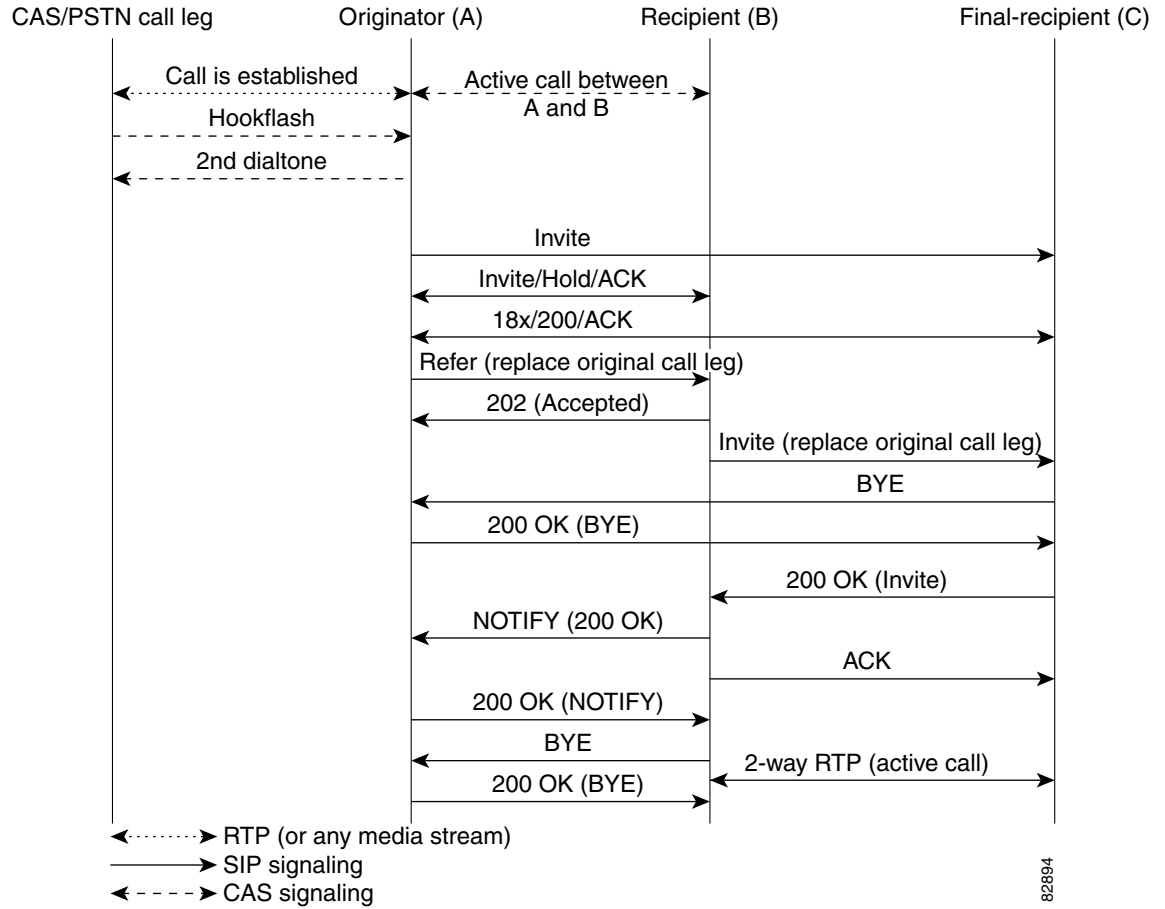 CAS/PSTN call leg
Originator (A)
Recipient (B)
Final-recipient (C)
Call is established
Active call between
A and B
Hookflash
2nd dialtone
Invite
Invite/Hold/ACK
18x/200/ACK
Refer (replace original call leg)
202 (Accepted)
Invite (replace original call leg)
BYE
200 OK (BYE)
200 OK (Invite)
NOTIFY (200 OK)
ACK
200 OK (NOTIFY)
BYE
2-way RTP (active call)
200 OK (BYE)
RTP (or any media stream)
SIP signaling
CAS signaling
82894